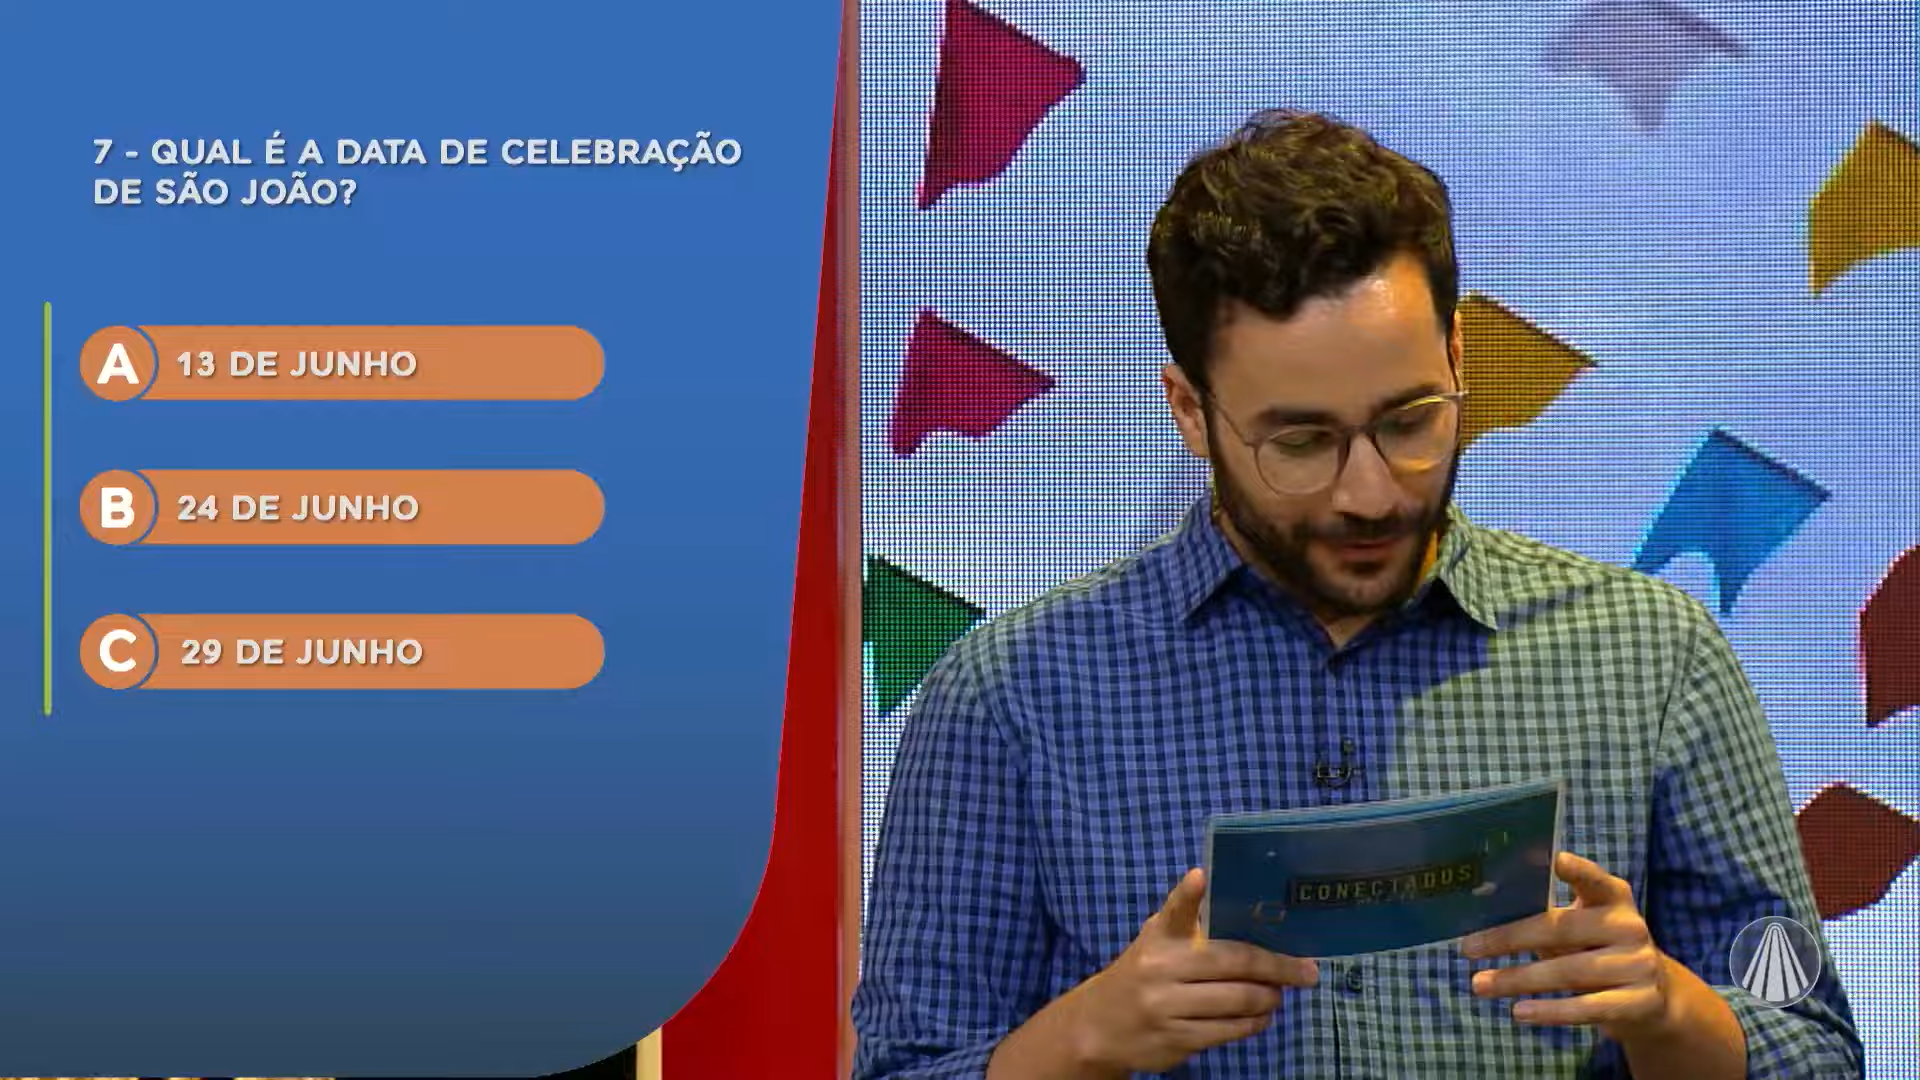 7 - QUAL É A DATA DE CELEBRAÇÃO
DE SÃO JOÃO?
A 13 DE JUNHO
B 24 DE JUNHO
C 29 DE JUNHO
CONECTADOS